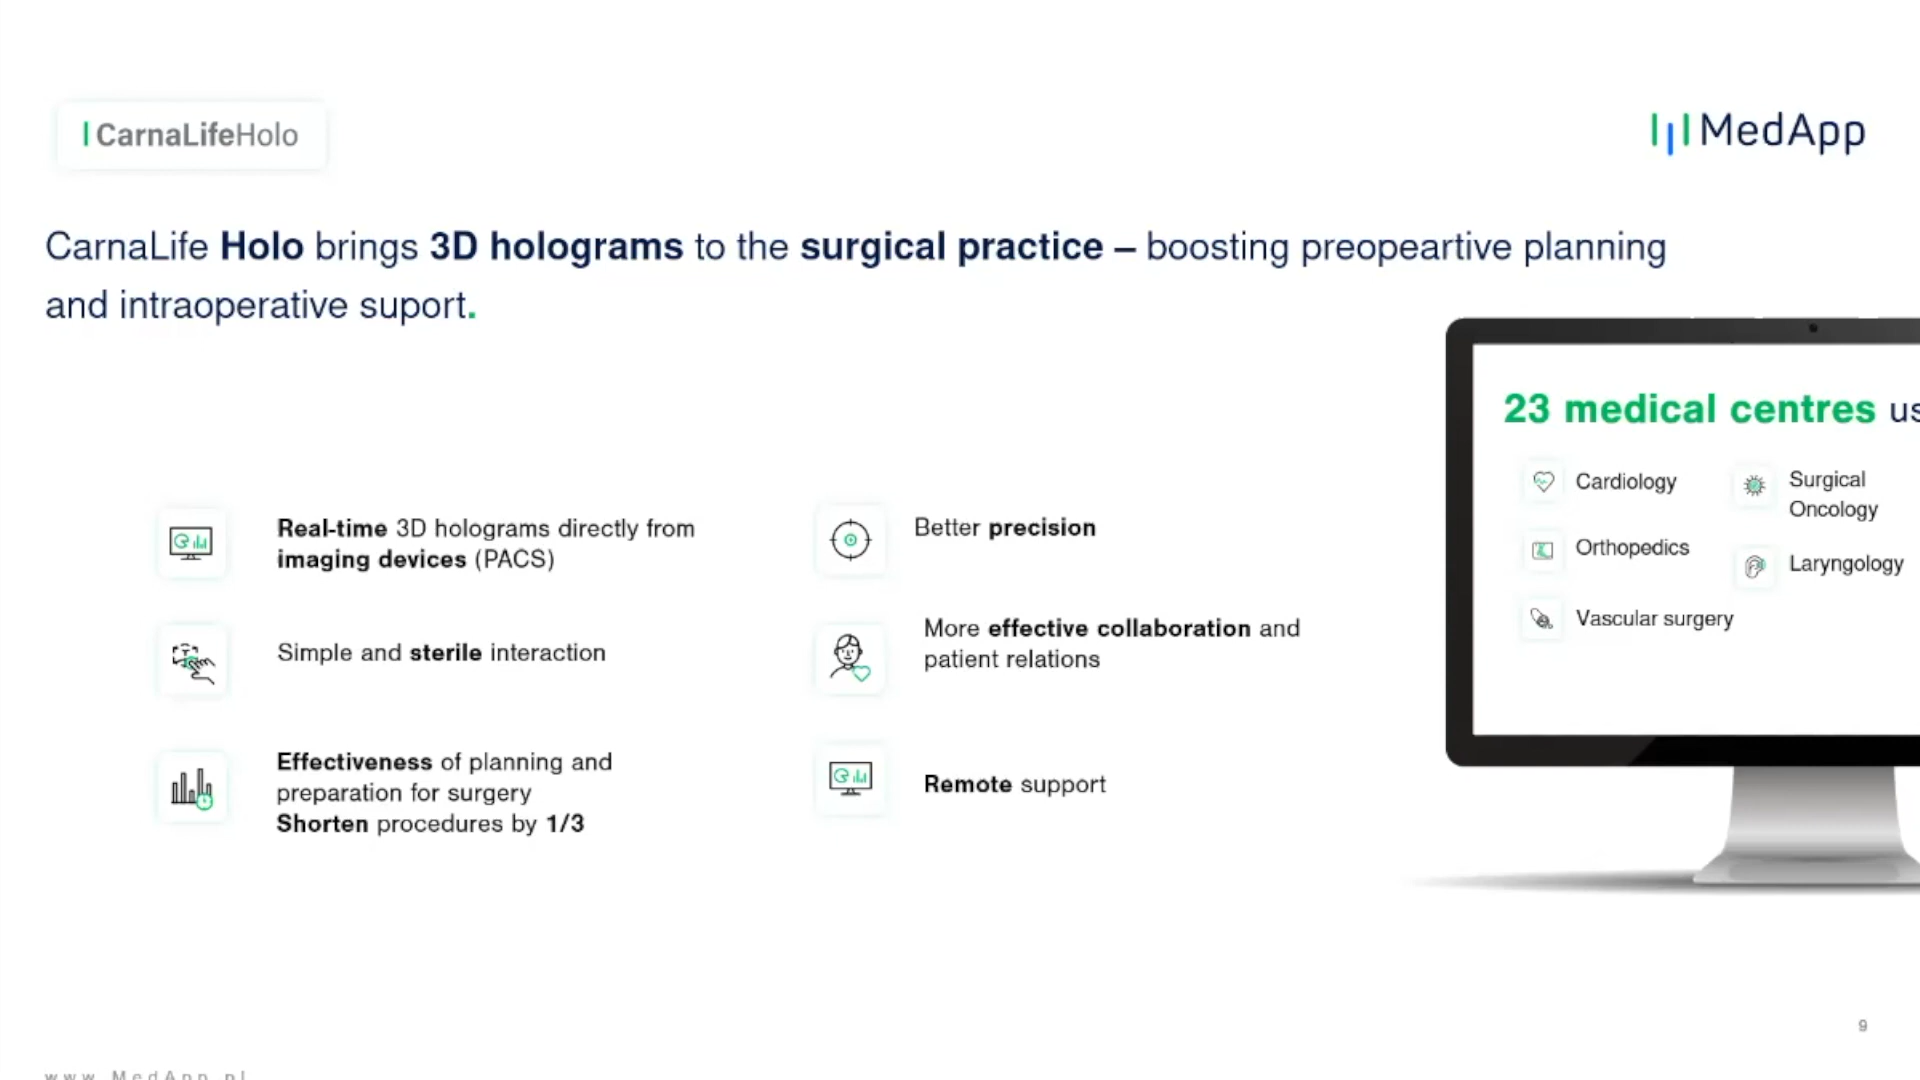 CarnaLifeHolo
MedApp
CarnaLife Holo brings 3D holograms to the surgical practice – boosting preopeartive planning
and intraoperative suport.
23 medical centres us
Cardiology
Surgical
Oncology
Orthopedics
Laryngology
Vascular surgery
Real-time 3D holograms directly from
imaging devices (PACS)
Simple and sterile interaction
Effectiveness of planning and
preparation for surgery
Shorten procedures by 1/3
Better precision
More effective collaboration and
patient relations
Remote support
9
www.MedApp.pl